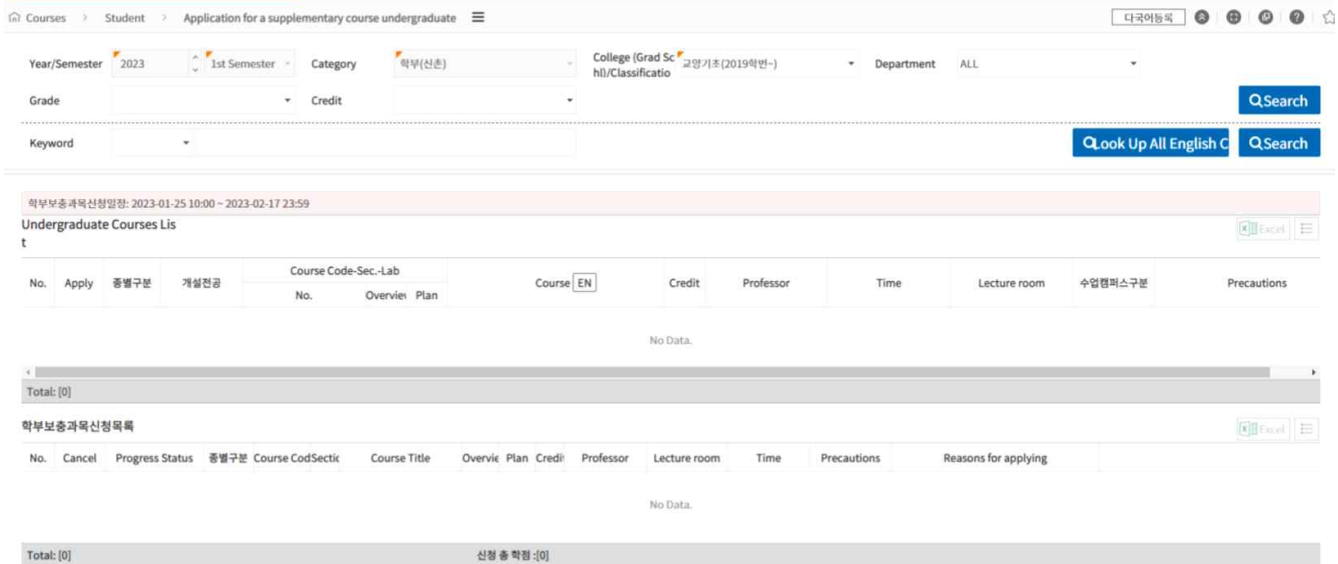 Courses > Student > Application for a supplementary course undergraduate
다국어등록
Year/Semester 2023 1st Semester Category 학부(신촌) College (Grad Sc hl)/Classificatio 교양기초(2019학번~) Department ALL
Grade Credit Search
Keyword Look Up All English C Search
학부보충과목신청일정: 2023-01-25 10:00 ~ 2023-02-17 23:59
Undergraduate Courses Lis
t
Excel
No. Apply 종별구분 개설전공 Course Code-Sec.-Lab Course EN Credit Professor Time Lecture room 수업캠퍼스구분 Precautions
No. Overviev Plan
No Data.
Total: [0]
학부보충과목신청목록
Excel
No. Cancel Progress Status 종별구분 Course Cod Sectic Course Title Overvie Plan Credit Professor Lecture room Time Precautions Reasons for applying
No Data.
Total: [0] 신청 총 학점 :[0]